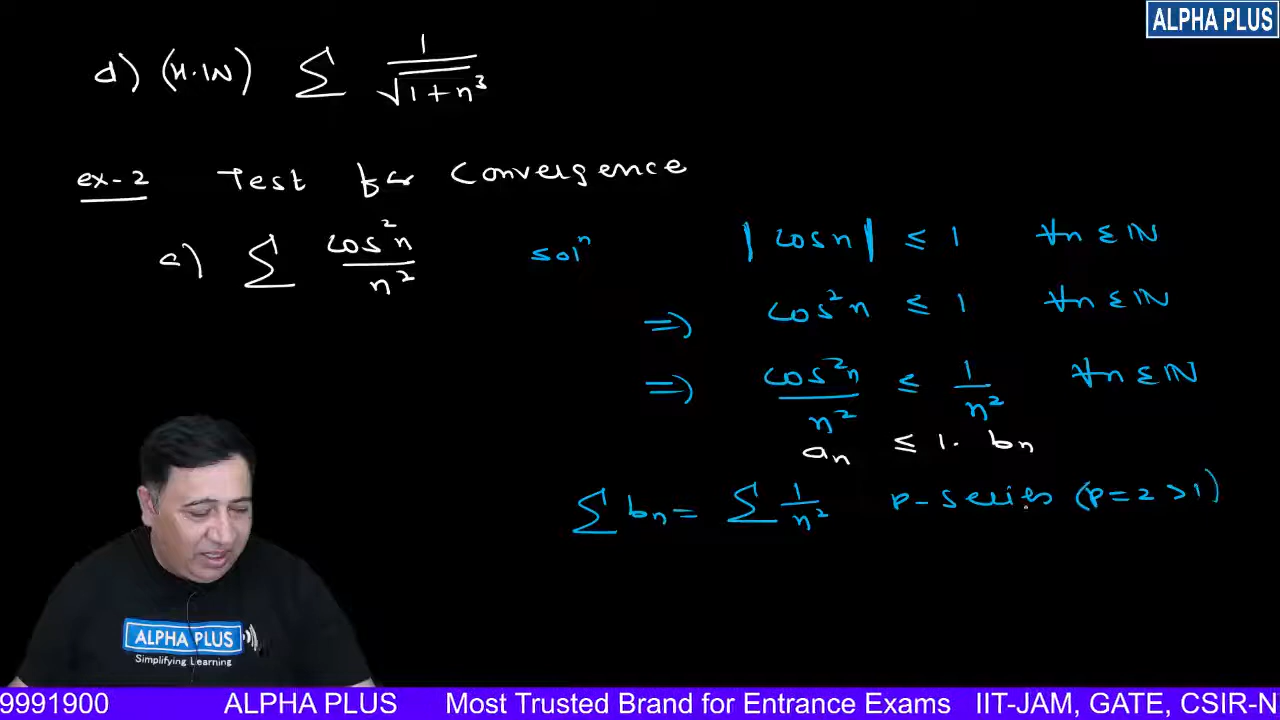 ALPHA PLUS
d) (H.W) ∑ 1/√(1+n³)
ex-2 Test for Convergence
a) ∑ cos²n/n² solⁿ |cosn| ≤ 1 ∀n ∈ ℕ
⇒ cos²n ≤ 1 ∀n ∈ ℕ
⇒ cos²n/n² ≤ 1/n² ∀n ∈ ℕ
aₙ ≤ 1. bₙ
∑ bₙ = ∑ 1/n² P-series (P=2>1)
ALPHA PLUS
Simplifying Learning
9991900 ALPHA PLUS Most Trusted Brand for Entrance Exams IIT-JAM, GATE, CSIR-N